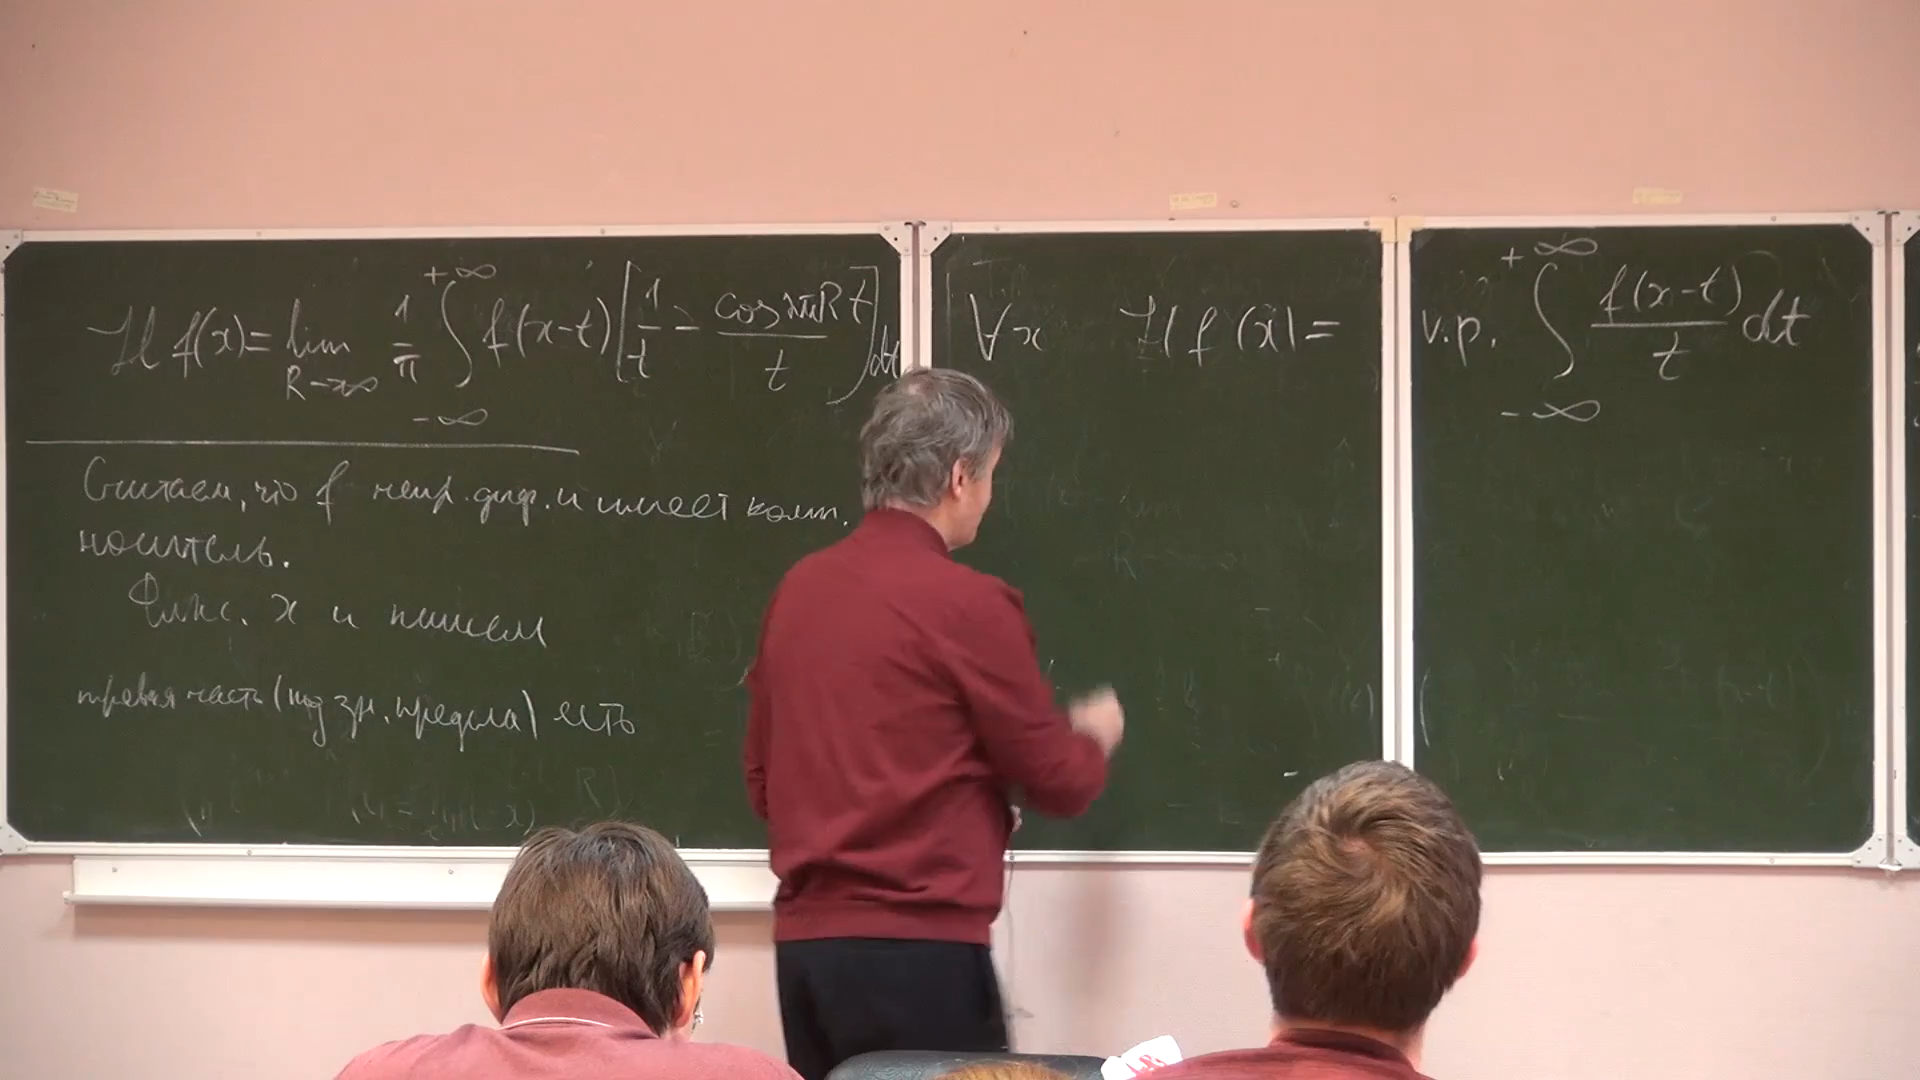 ℋf(x) = lim_{R→∞} 1/π ∫_{-∞}^{+∞} f(x-t) [1/t - cos 2πRt / t] dt
Считаем, что f непр. диф. и имеет комп.
носитель.
Фикс. x и пишем
правая часть (под зн. предела) есть
∀x ℋf(x) = v.p. ∫_{-∞}^{+∞} f(x-t)/t dt